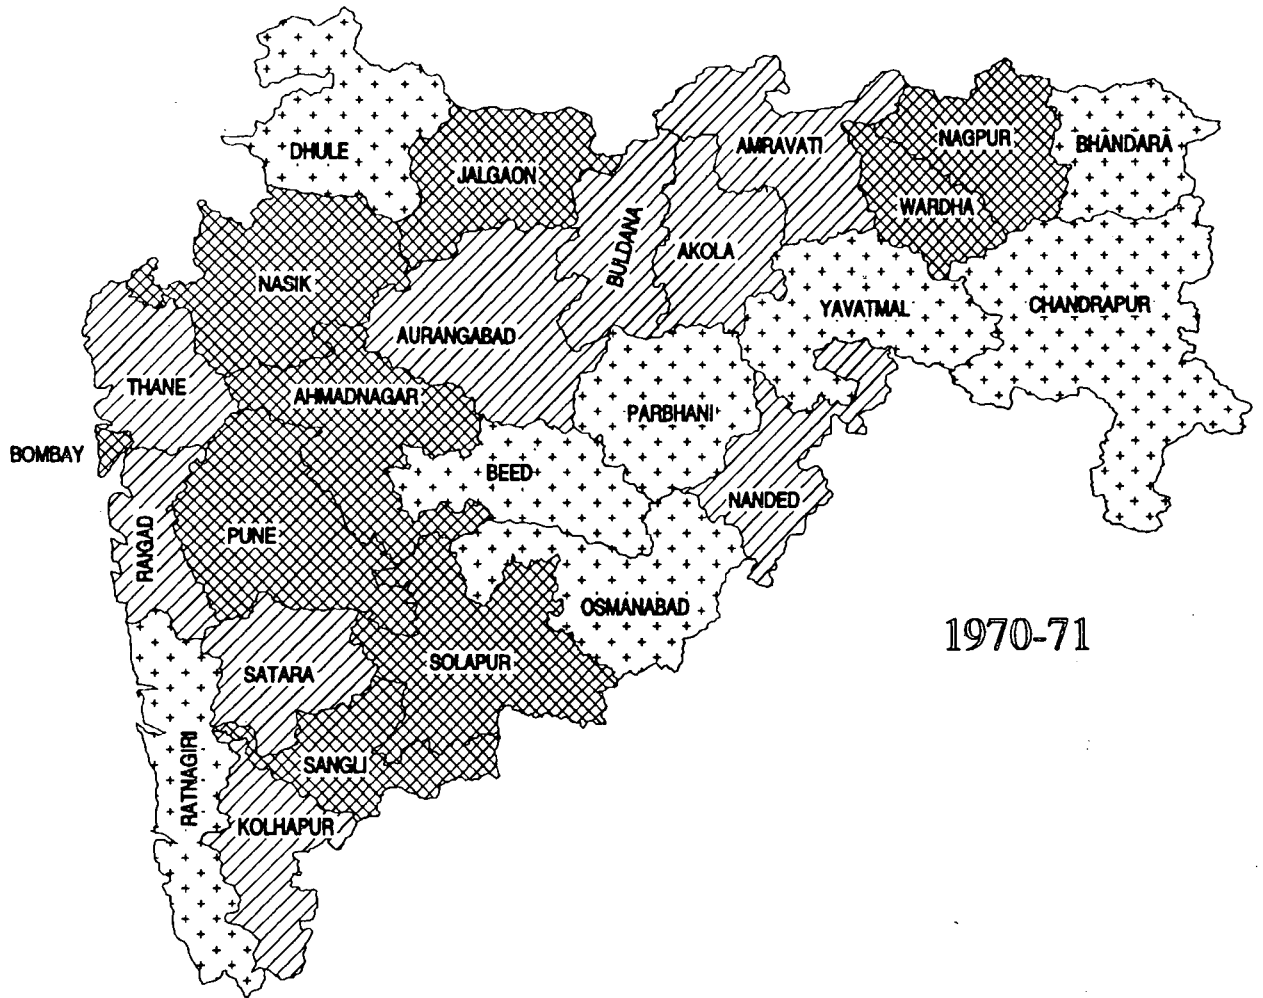 DHULE
JALGAON
AMRAVATI
NAGPUR
BHANDARA
WARDHA
NASIK
BULDANA
AKOLA
YAVATMAL
CHANDRAPUR
AURANGABAD
THANE
AHMADNAGAR
PARBHANI
BOMBAY
BEED
NANDED
RAIGAD
PUNE
OSMANABAD
1970-71
SATARA
SOLAPUR
RATNAGIRI
SANGLI
KOLHAPUR